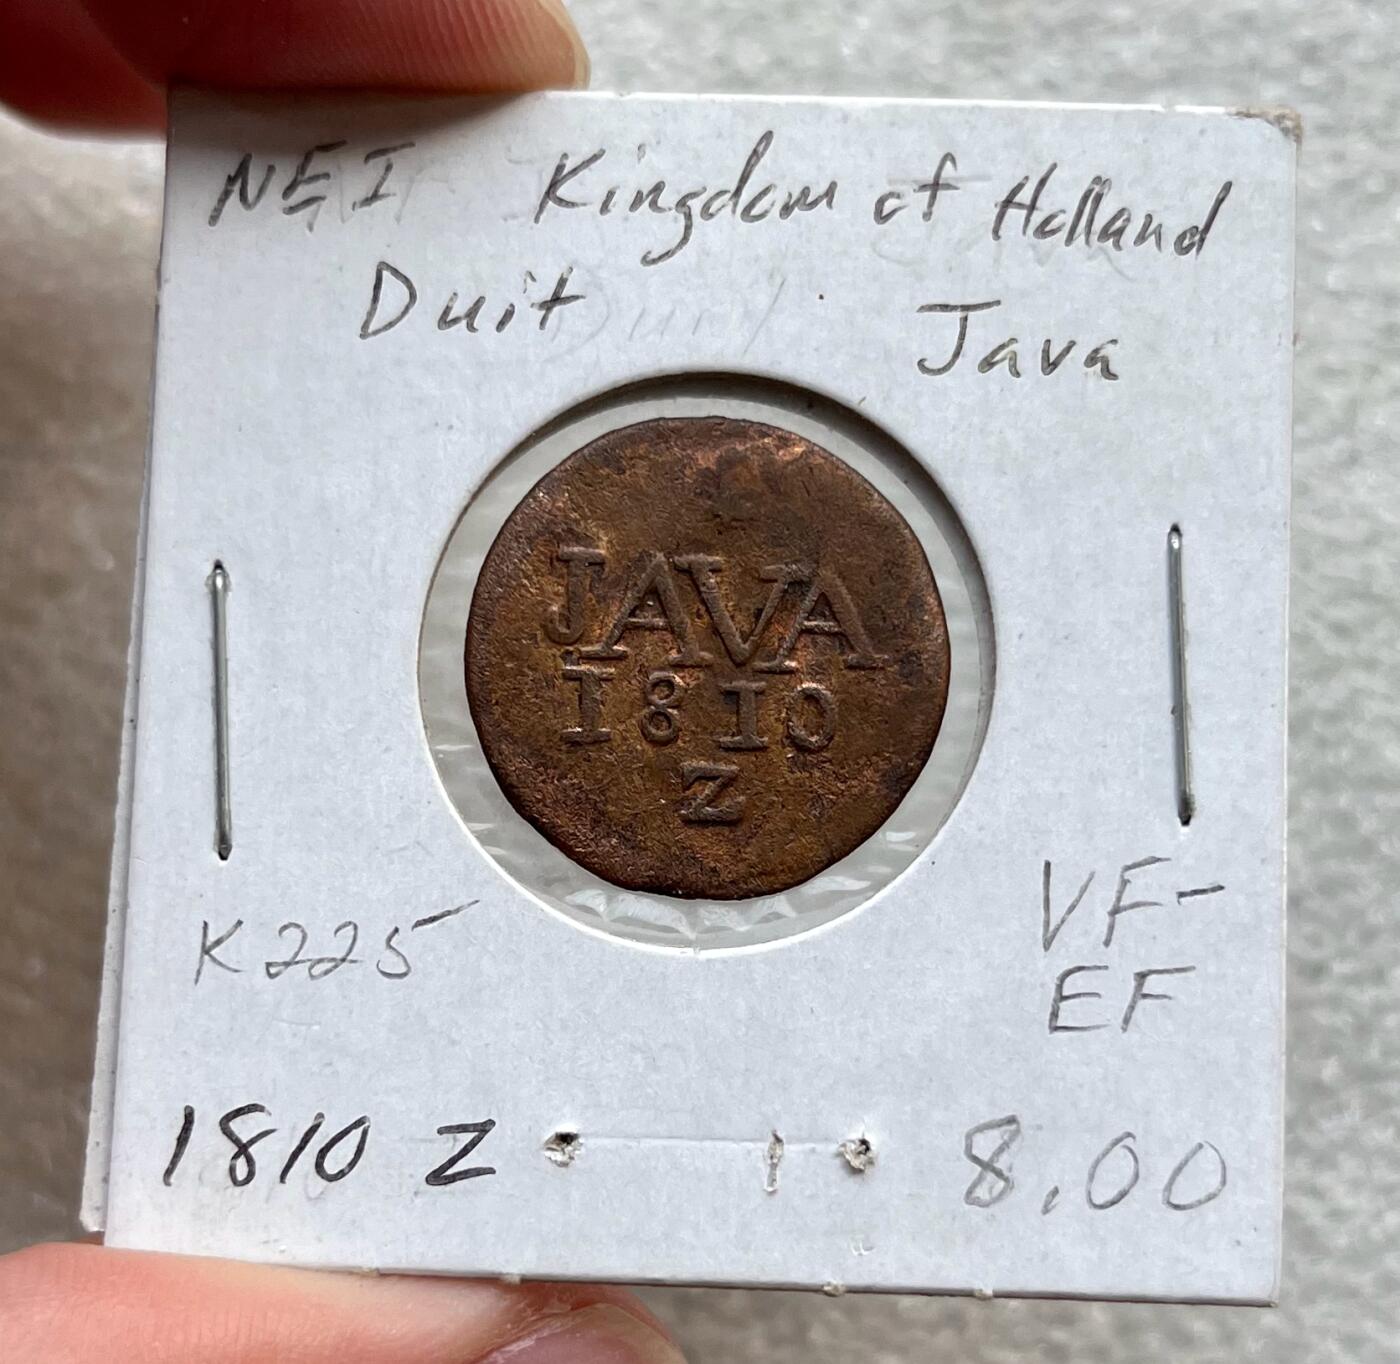 NEI Kingdom of Holland
Duit Java
JAVA
1810
Z
K225
VF-
EF
1810 Z 8.00